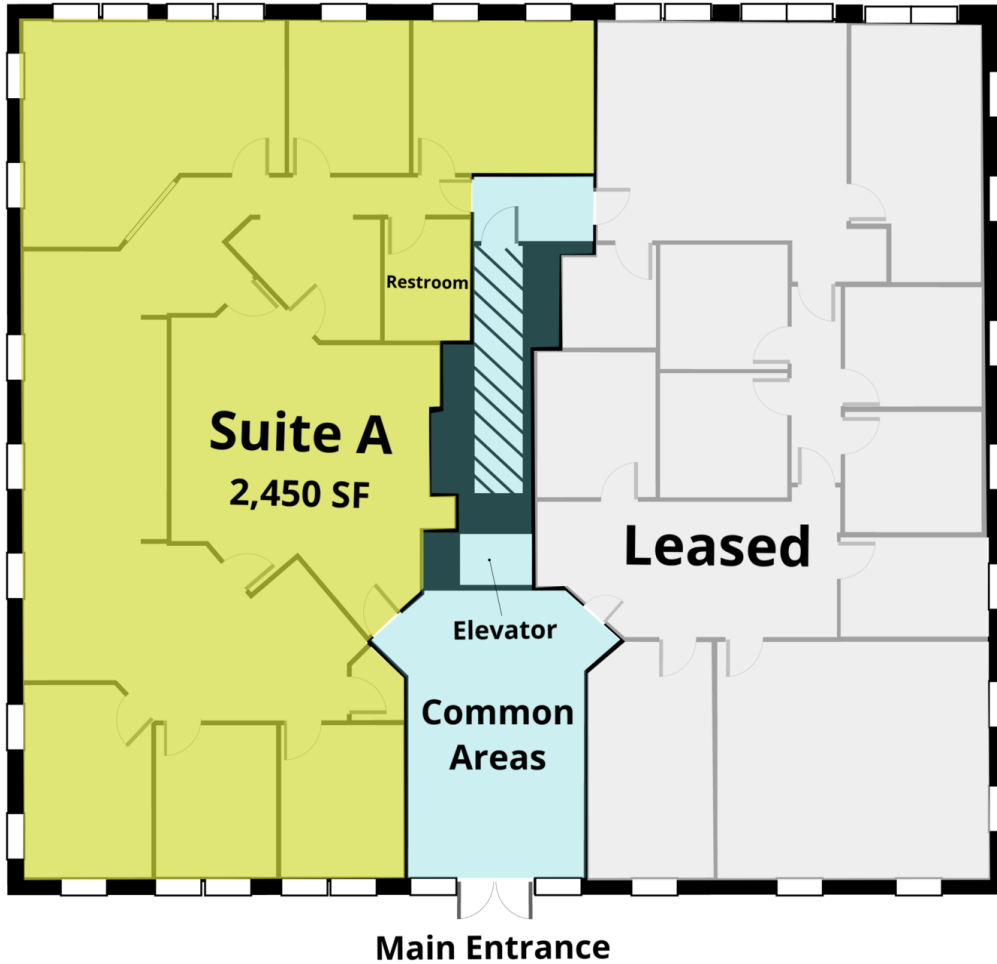 Restroom
Suite A
2,450 SF
Leased
Elevator
Common
Areas
Main Entrance